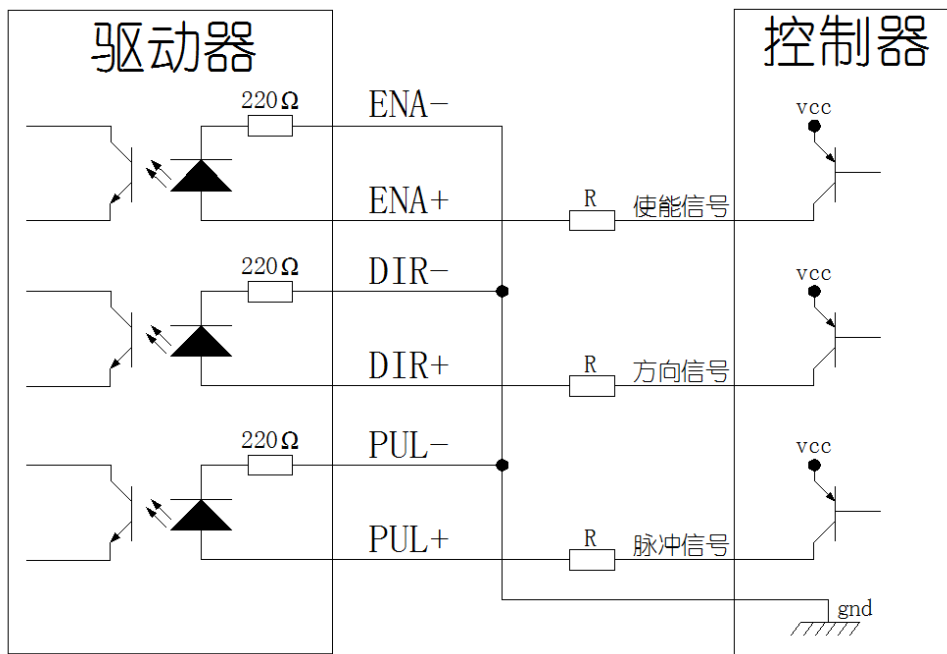 驱动器
控制器
220Ω
ENA-
vcc
ENA+
R
使能信号
220Ω
DIR-
vcc
DIR+
R
方向信号
220Ω
PUL-
vcc
PUL+
R
脉冲信号
gnd